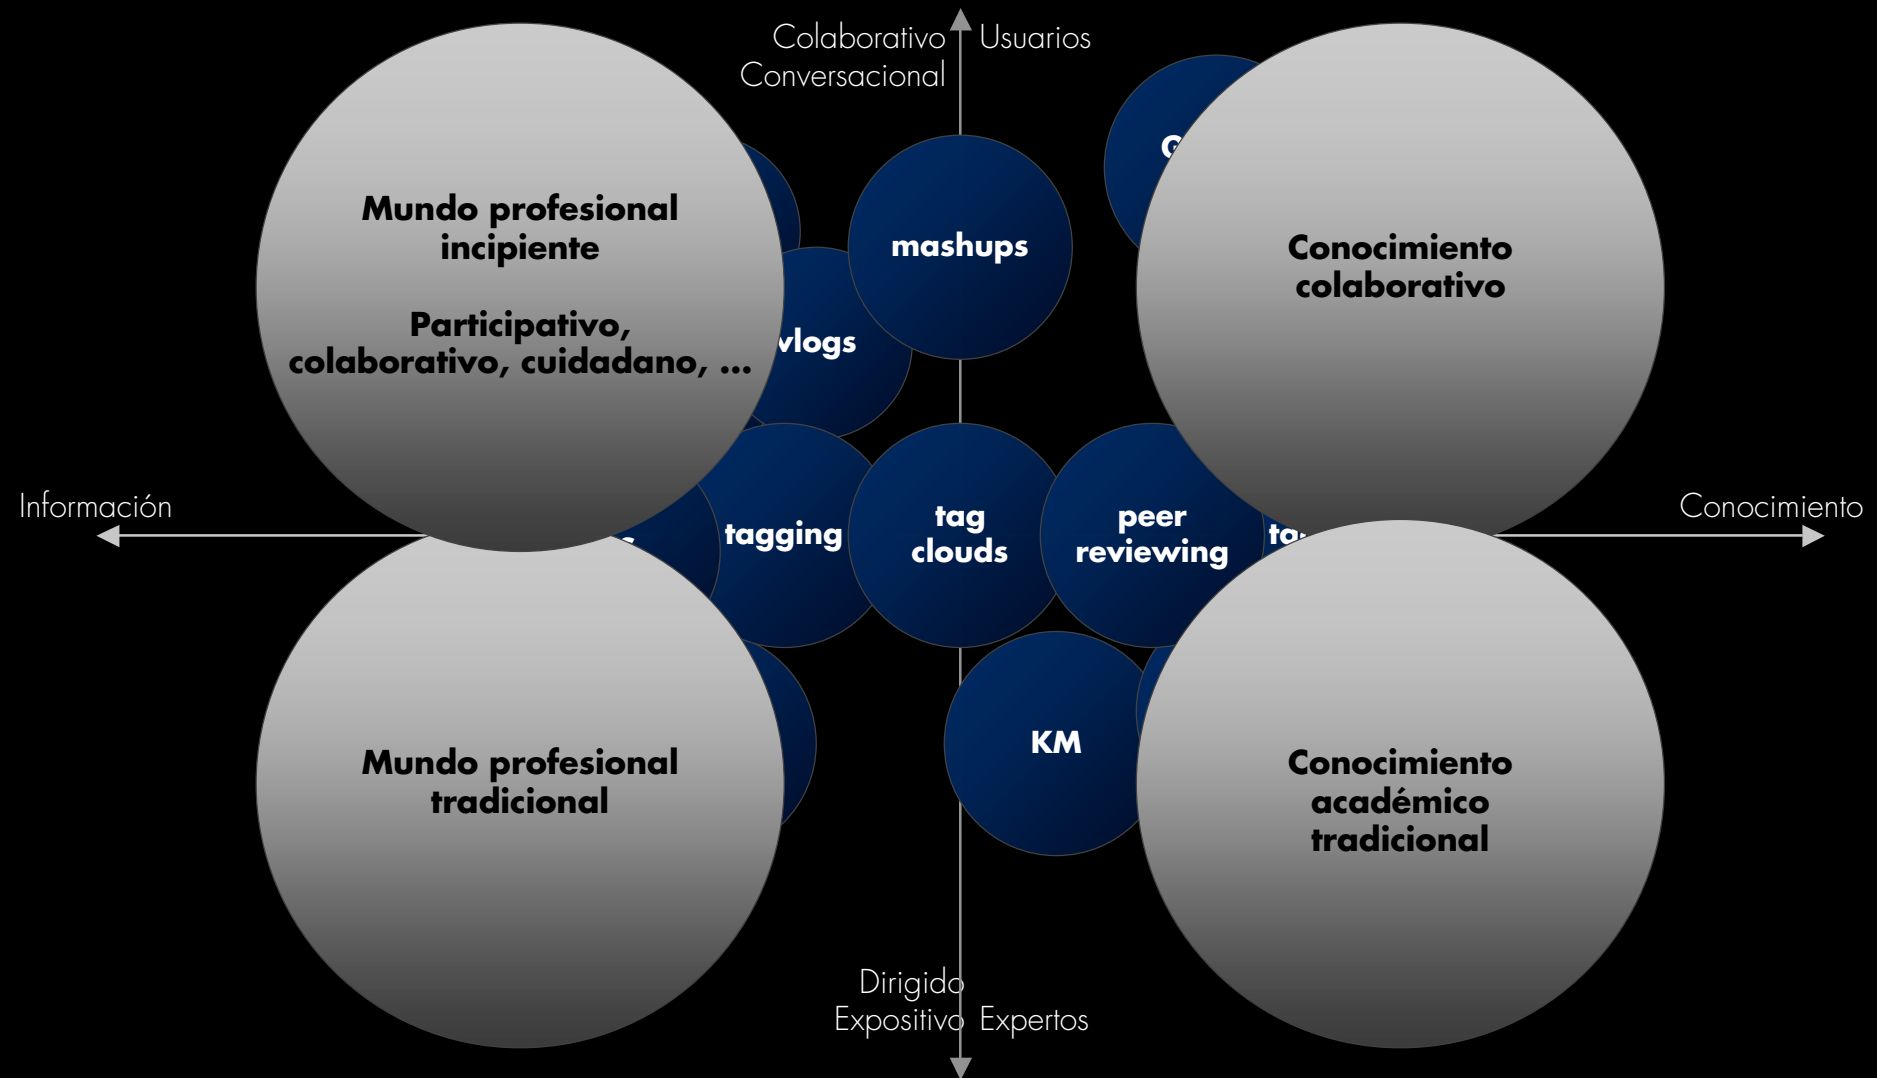 Colaborativo
Conversacional
Usuarios
Mundo profesional
incipiente
Participativo,
colaborativo, cuidadano, ...
mashups
Conocimiento
colaborativo
vlogs
Información
Conocimiento
tagging
tag
clouds
peer
reviewing
Mundo profesional
tradicional
KM
Conocimiento
académico
tradicional
Dirigido
Expositivo
Expertos